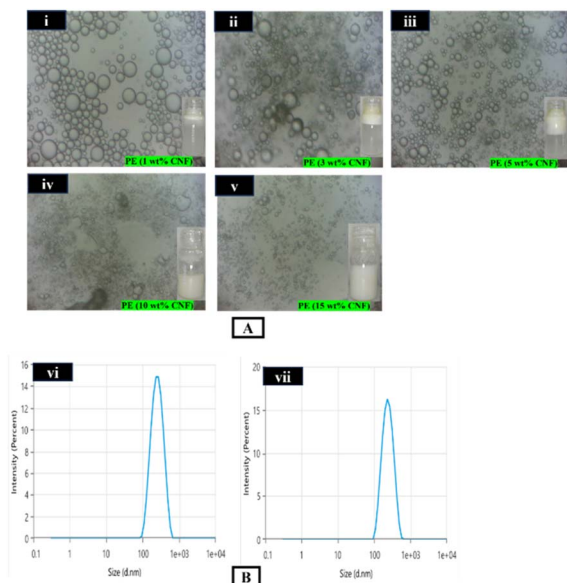 i
ii
iii
PE (1 wt% CNF)
PE (3 wt% CNF)
PE (5 wt% CNF)
iv
v
PE (10 wt% CNF)
PE (15 wt% CNF)
A
vi
16
14
12
10
8
6
4
2
0
Intensity (Percent)
0.1 1 10 100 1e+03 1e+04
Size (d.nm)
vii
20
15
10
5
0
Intensity (Percent)
0.1 1 10 100 1e+03 1e+04
Size (d.nm)
B